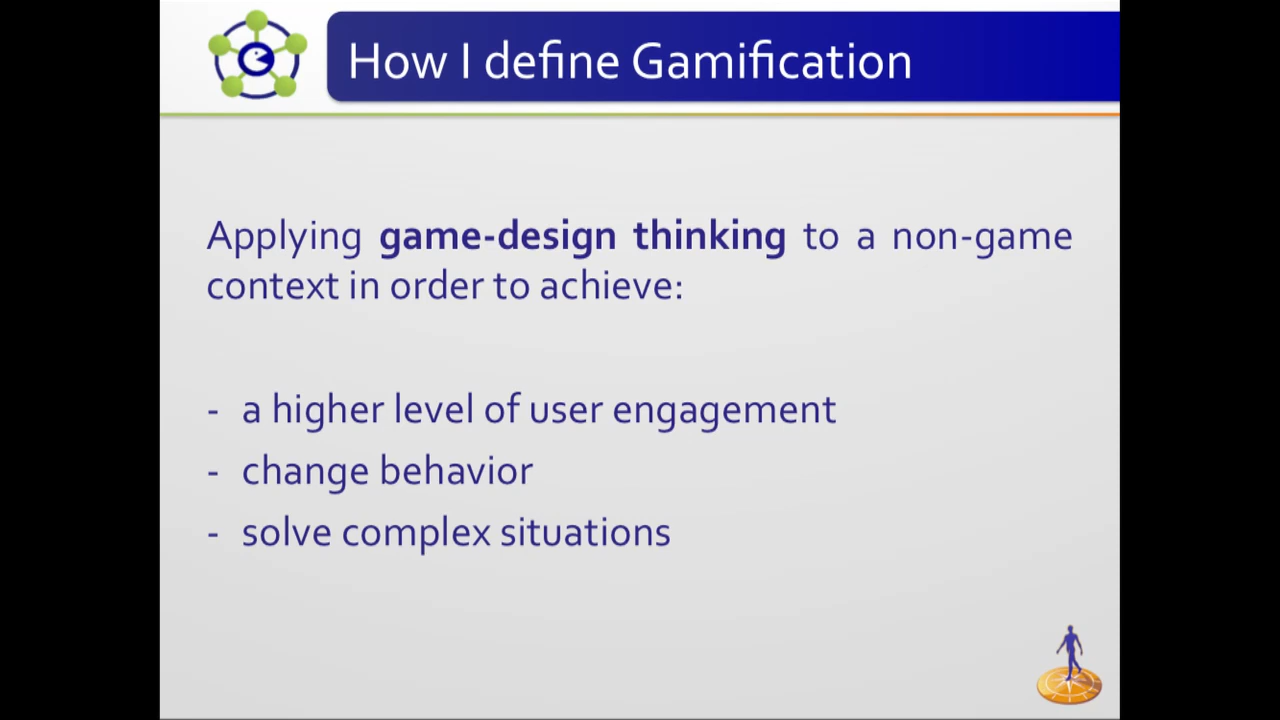 How I define Gamification
Applying game-design thinking to a non-game
context in order to achieve:
- a higher level of user engagement
- change behavior
- solve complex situations